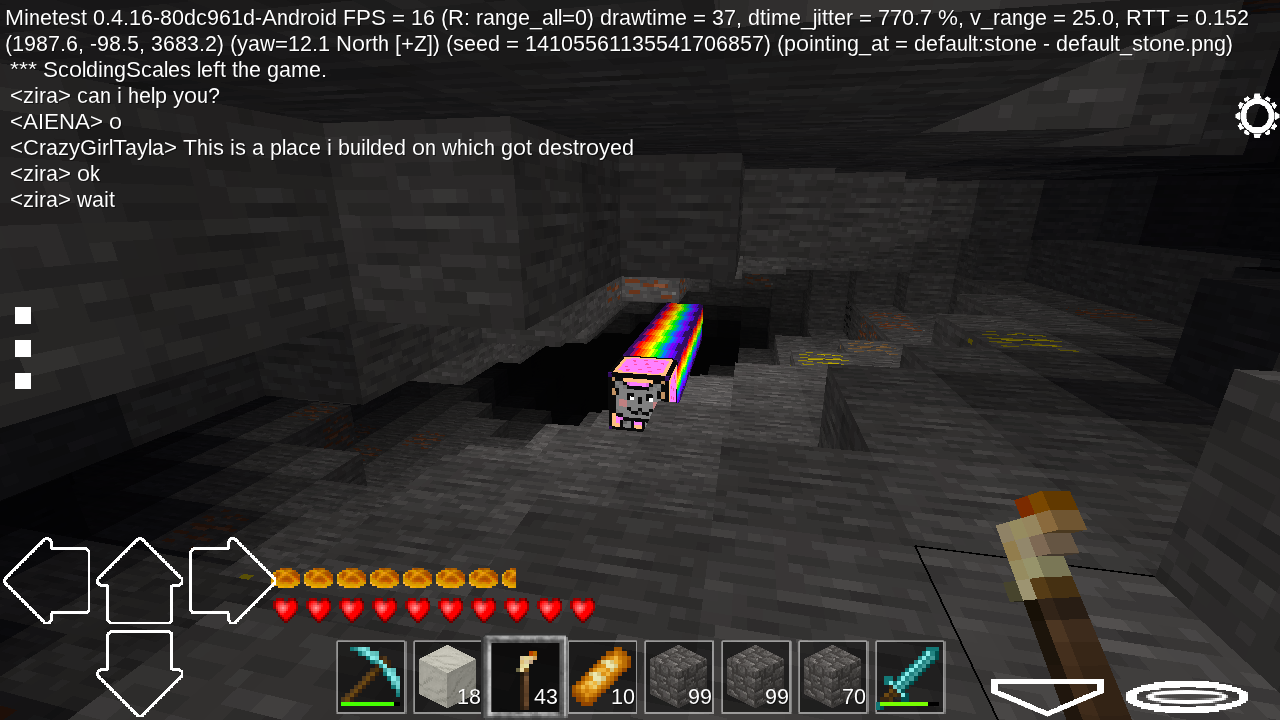 Minetest 0.4.16-80dc961d-Android FPS = 16 (R: range_all=0) drawtime = 37, dtime_jitter = 770.7 %, v_range = 25.0, RTT = 0.152
(1987.6, -98.5, 3683.2) (yaw=12.1 North [+Z]) (seed = 14105561135541706857) (pointing_at = default:stone - default_stone.png)
*** ScoldingScales left the game.
<zira> can i help you?
<AIENA> o
<CrazyGirlTayla> This is a place i builded on which got destroyed
<zira> ok
<zira> wait
18 43 10 99 99 70